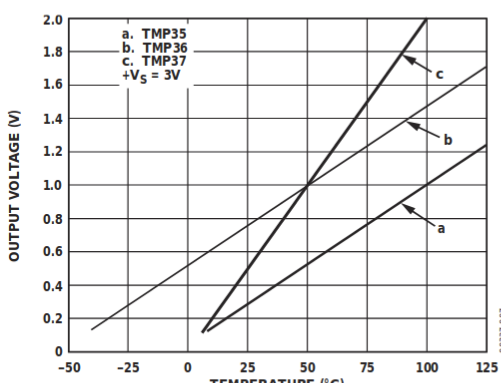 2.0
1.8
1.6
1.4
1.2
1.0
0.8
0.6
0.4
0.2
0
OUTPUT VOLTAGE (V)
a. TMP35
b. TMP36
c. TMP37
+VS = 3V
c
b
a
–50 –25 0 25 50 75 100 125
TEMPERATURE (°C)